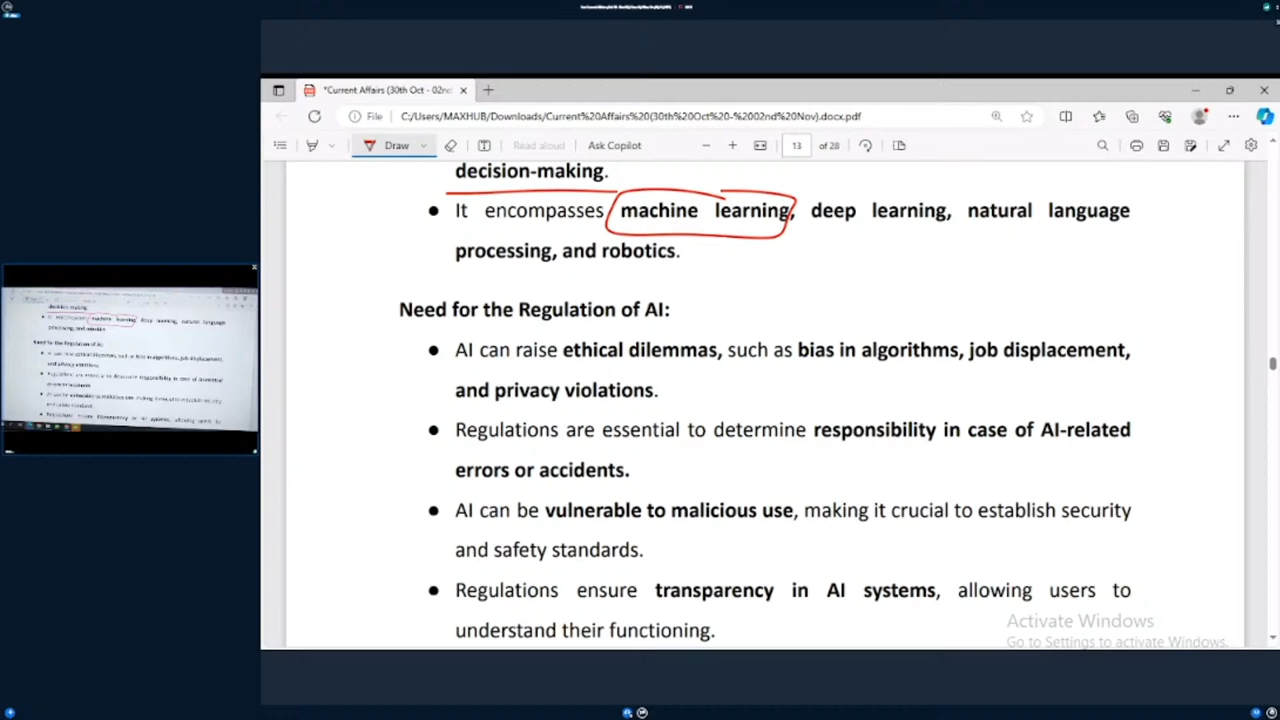 *Current Affairs (30th Oct - 02nd
File
C:/Users/MAXHUB/Downloads/Current%20Affairs%20(30th%20Oct%20-%2002nd%20Nov).docx.pdf
Draw
Read aloud
Ask Copilot
13 of 28
decision-making.
● It encompasses machine learning, deep learning, natural language
processing, and robotics.
Need for the Regulation of AI:
● AI can raise ethical dilemmas, such as bias in algorithms, job displacement,
and privacy violations.
● Regulations are essential to determine responsibility in case of AI-related
errors or accidents.
● AI can be vulnerable to malicious use, making it crucial to establish security
and safety standards.
● Regulations ensure transparency in AI systems, allowing users to
understand their functioning.
Activate Windows
Go to Settings to activate Windows.